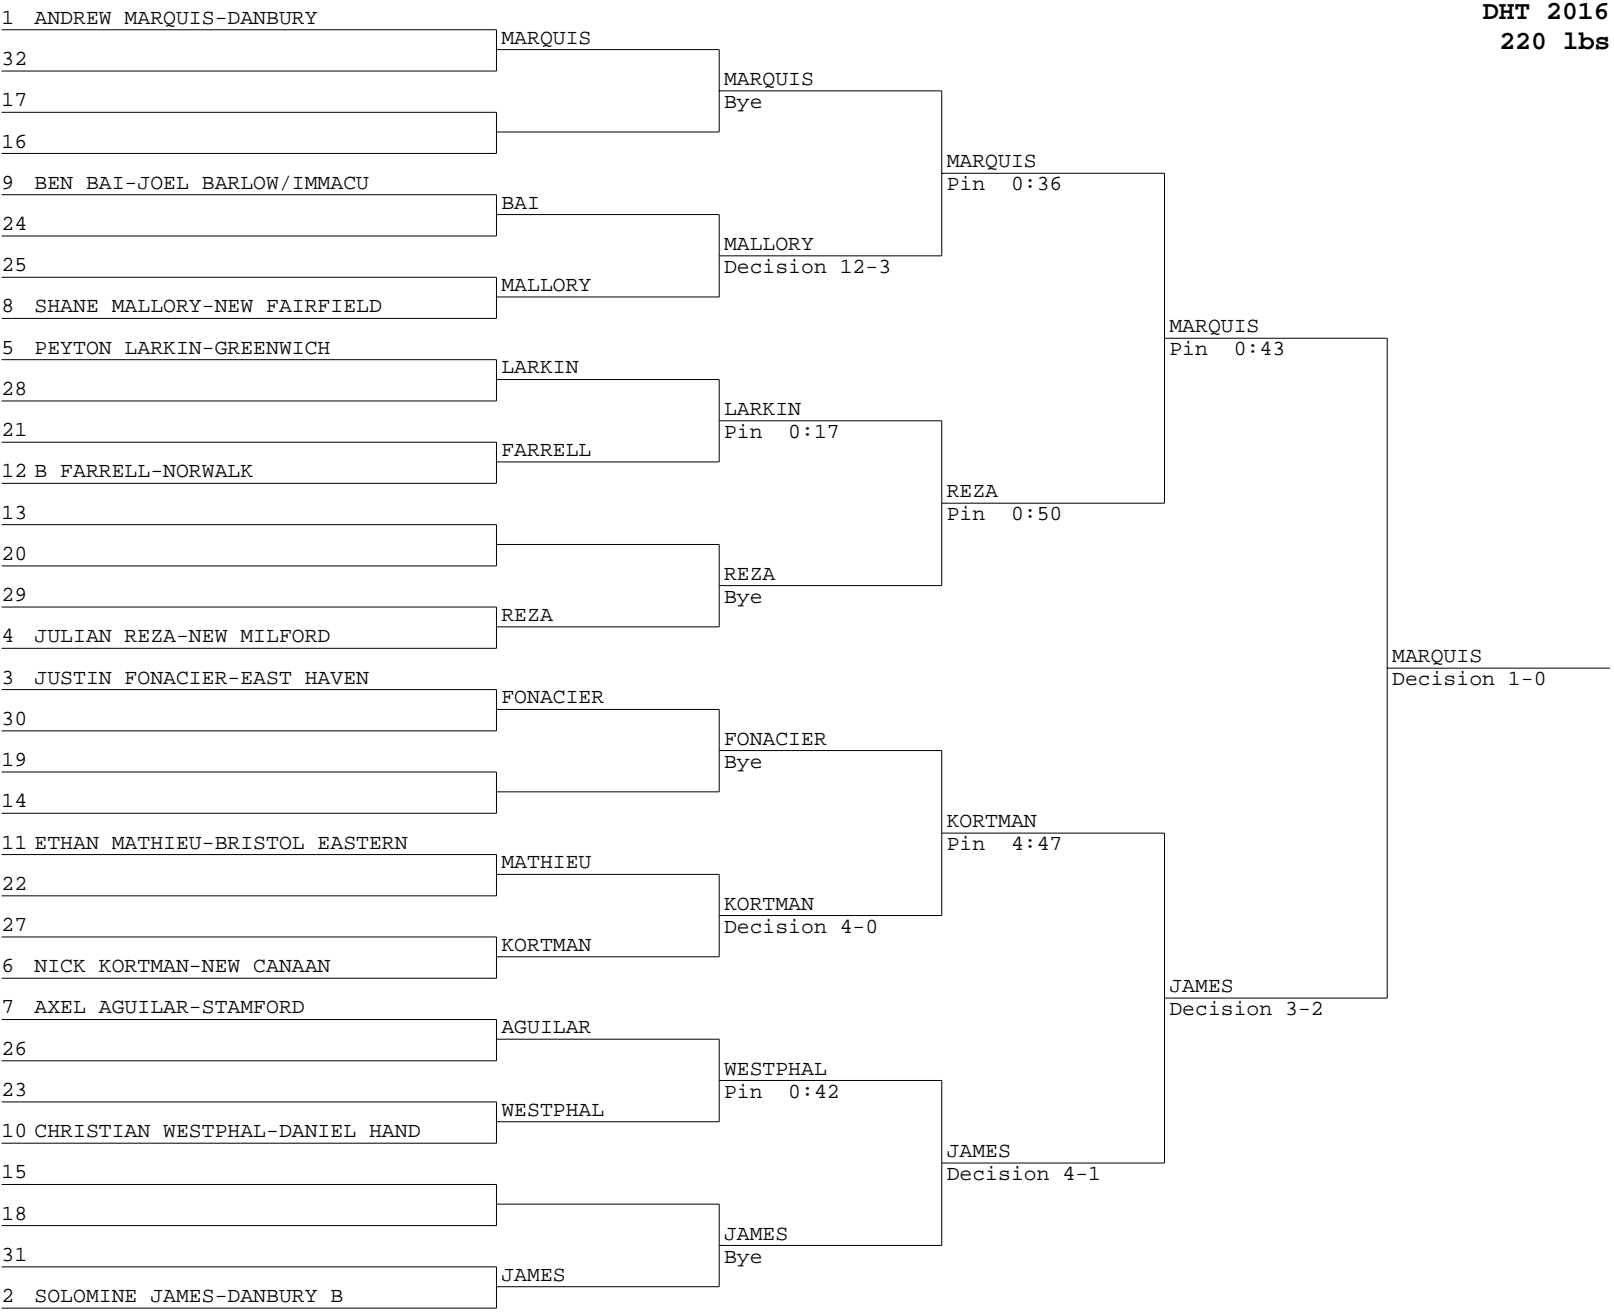 DHT 2016
220 lbs
1 ANDREW MARQUIS-DANBURY
32
17
16
9 BEN BAI-JOEL BARLOW/IMMACU
24
25
8 SHANE MALLORY-NEW FAIRFIELD
5 PEYTON LARKIN-GREENWICH
28
21
12 B FARRELL-NORWALK
13
20
29
4 JULIAN REZA-NEW MILFORD
3 JUSTIN FONACIER-EAST HAVEN
30
19
14
11 ETHAN MATHIEU-BRISTOL EASTERN
22
27
6 NICK KORTMAN-NEW CANAAN
7 AXEL AGUILAR-STAMFORD
26
23
10 CHRISTIAN WESTPHAL-DANIEL HAND
15
18
31
2 SOLOMINE JAMES-DANBURY B
MARQUIS
BAI
MALLORY
LARKIN
FARRELL
REZA
FONACIER
MATHIEU
KORTMAN
AGUILAR
WESTPHAL
JAMES
MARQUIS
Bye
MALLORY
Decision 12-3
LARKIN
Pin 0:17
REZA
Bye
FONACIER
Bye
KORTMAN
Decision 4-0
WESTPHAL
Pin 0:42
JAMES
Bye
MARQUIS
Pin 0:36
REZA
Pin 0:50
KORTMAN
Pin 4:47
JAMES
Decision 4-1
MARQUIS
Pin 0:43
JAMES
Decision 3-2
MARQUIS
Decision 1-0